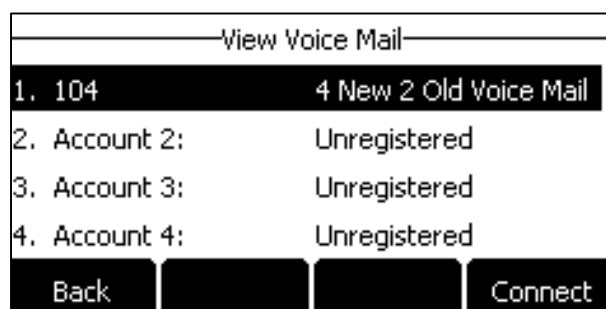 View Voice Mail
1. 104 4 New 2 Old Voice Mail
2. Account 2: Unregistered
3. Account 3: Unregistered
4. Account 4: Unregistered
Back Connect